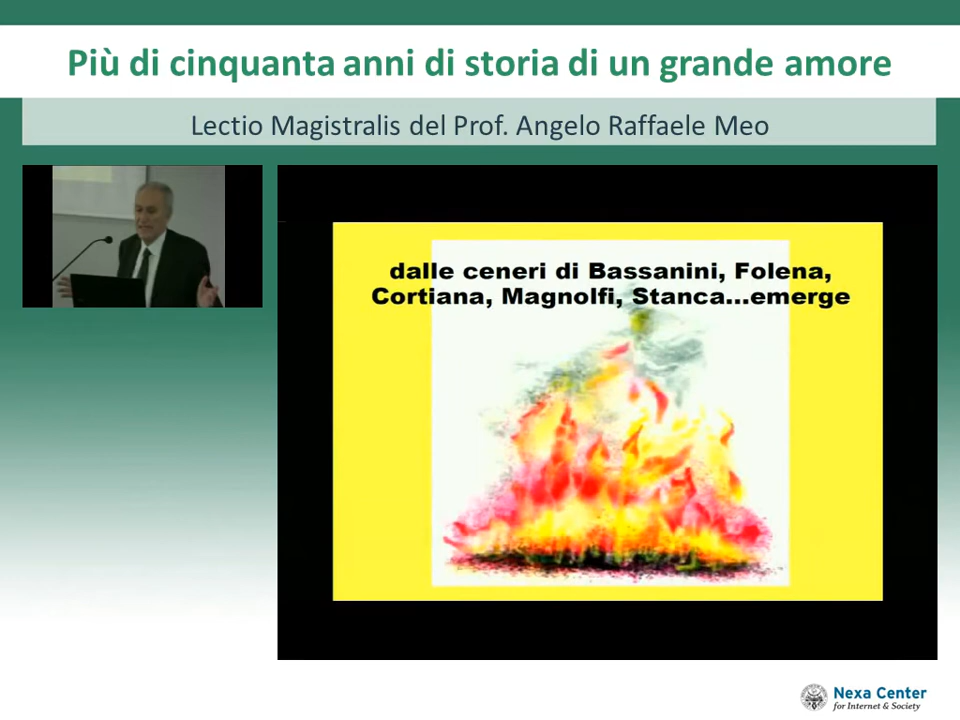 Più di cinquanta anni di storia di un grande amore
Lectio Magistralis del Prof. Angelo Raffaele Meo
dalle ceneri di Bassanini, Folena,
Cortiana, Magnolfi, Stanca...emerge
Nexa Center
for Internet & Society